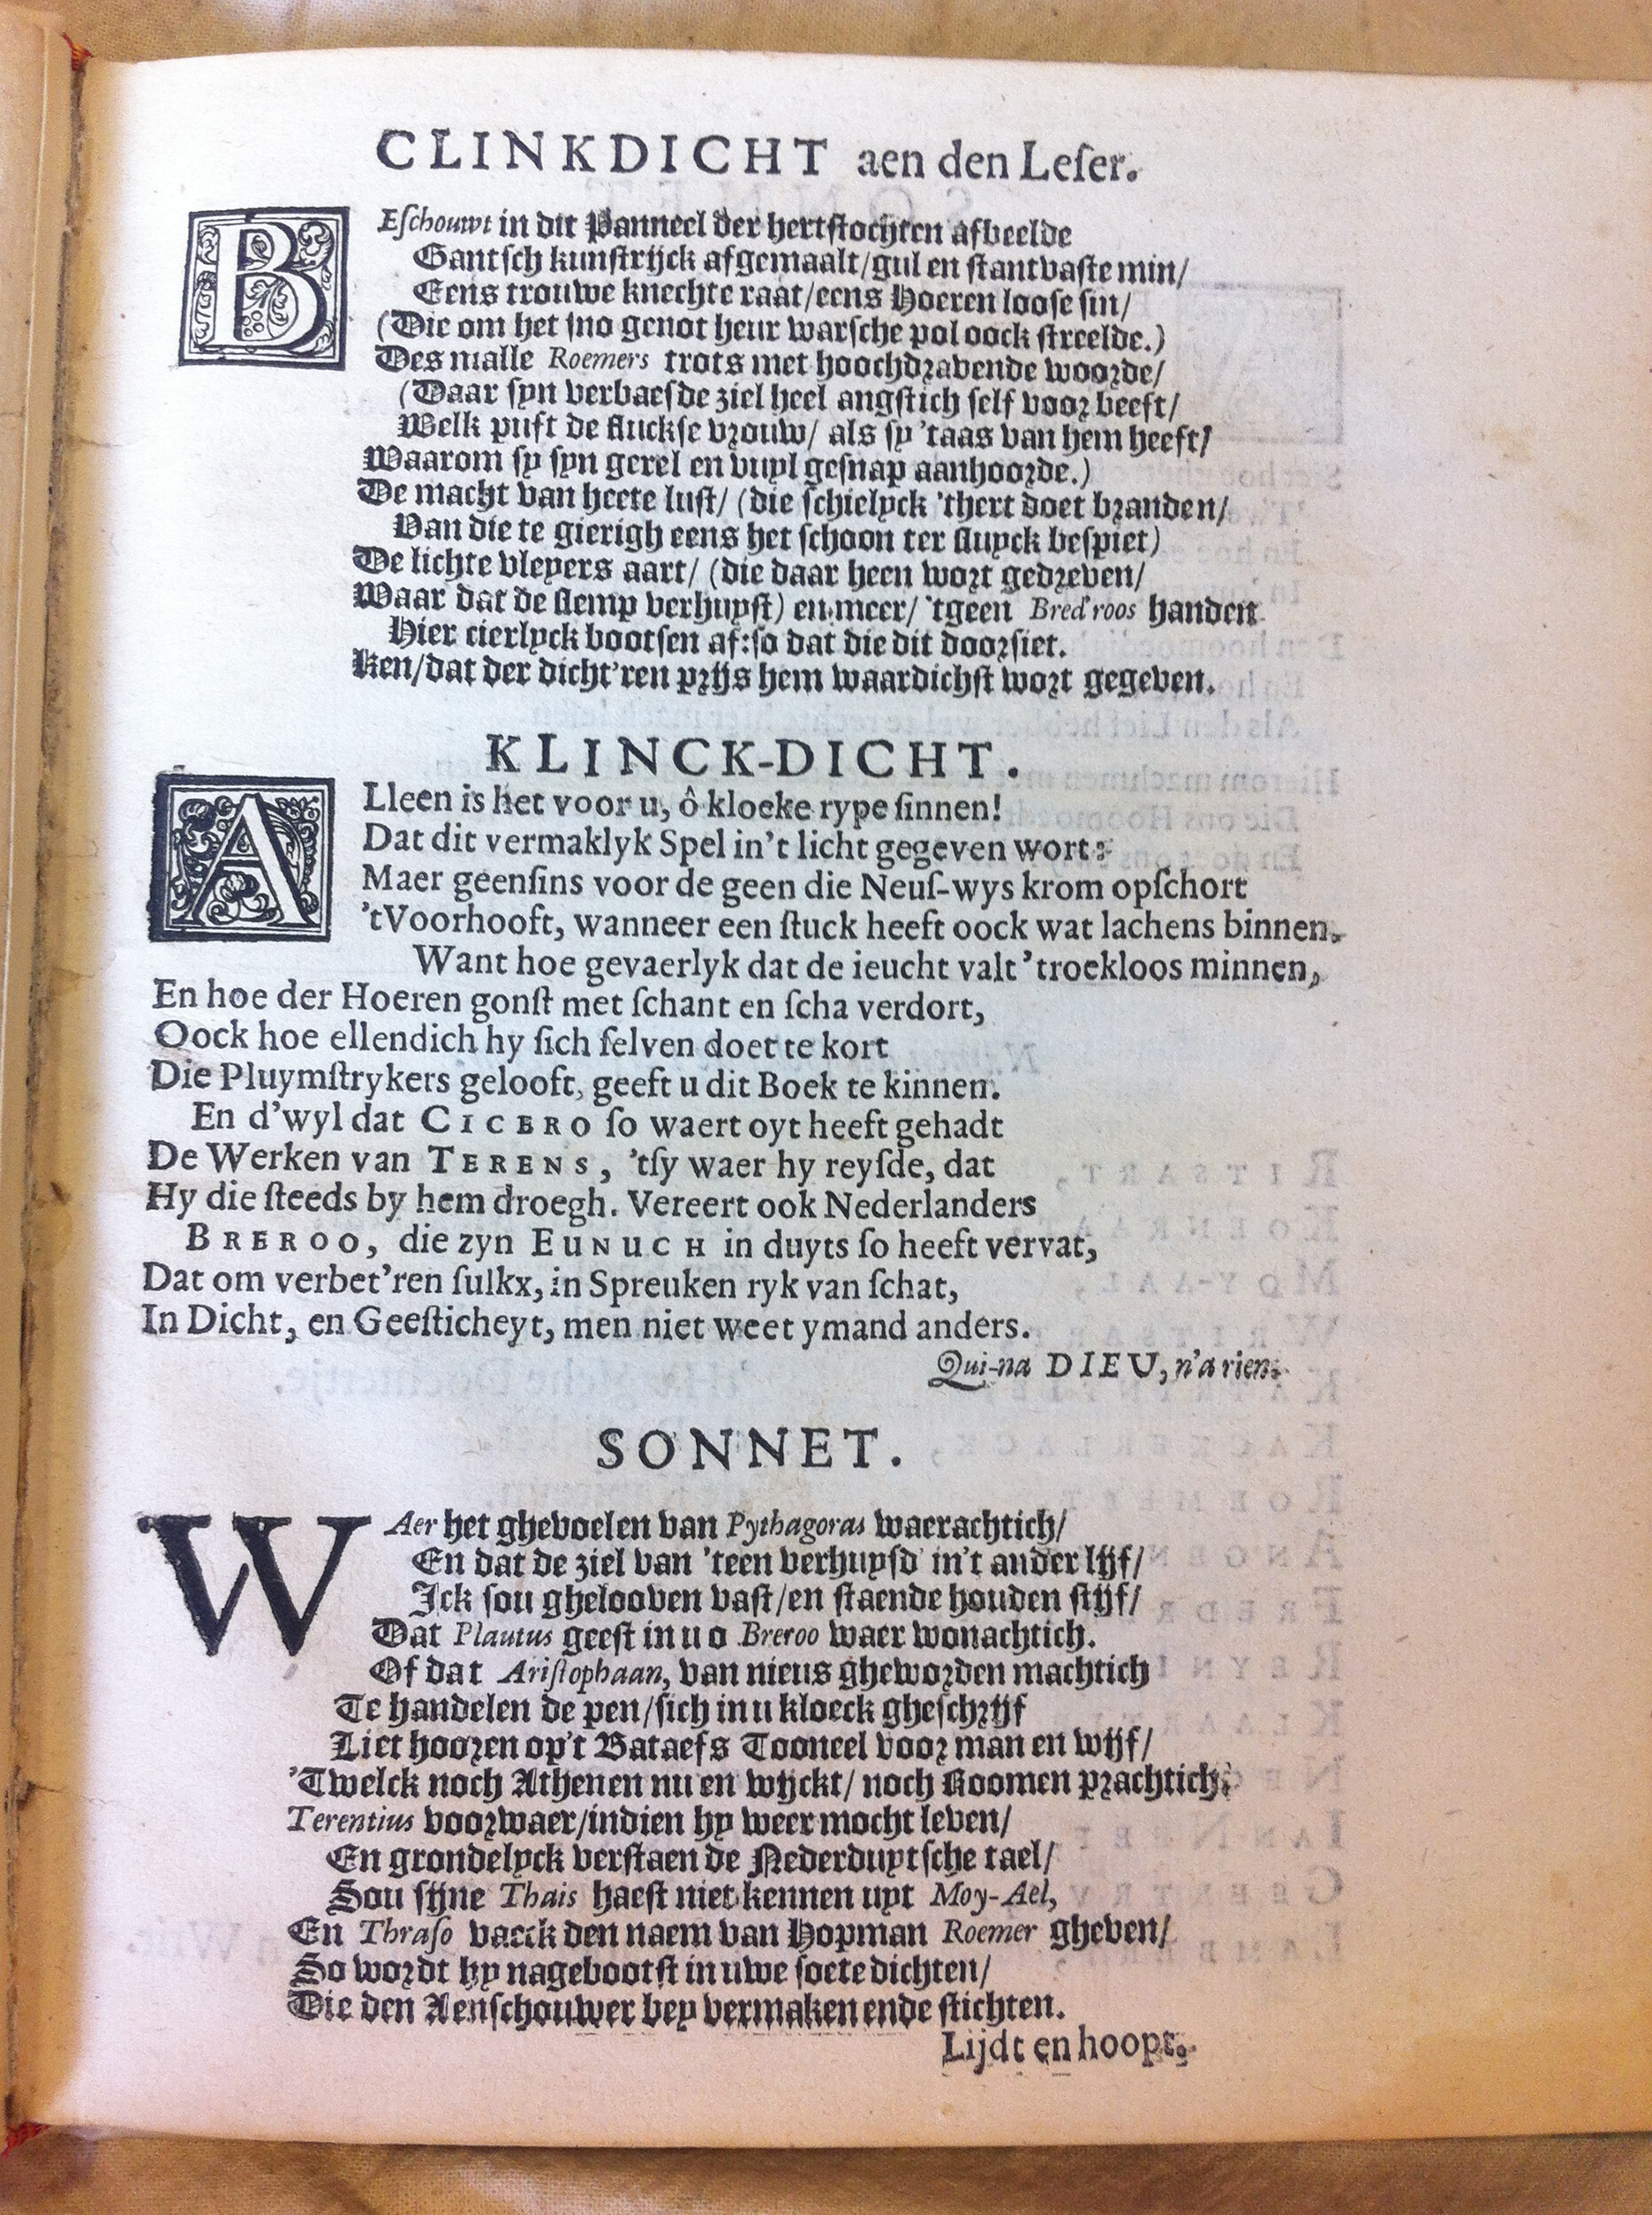 CLINKDICHT aen den Leſer.
BEſchouwt in dit Panneel der hertſtochten afbeelde
Gantſch kunſtrijck afgemaalt/gul en ſtantvaſte min/
Eens trouwe knechte raat/eens Hoeren looſe ſin/
(Die om het ſno genot heur warſche pol oock ſtreelde.)
Des malle Roemers trots met hoochdravende woorde/
(Daar ſyn verbaeſde ziel heel angſtich ſelf voor beeft/
Welk puft de ſluckſe vrouw/ als ſy 'taas van hem heeft/
Waarom ſy ſyn gerel en vuyl geſnap aanhoorde.)
De macht van heete luſt/ (die ſchielyck 'thert doet branden/
Van die te gierigh eens het ſchoon ter ſluyck beſpiet)
De lichte vleyers aart/ (die daar heen wort gedreven/
Waar dat de ſlemp verhuyſt) en meer/ 'tgeen Bred'roos handen
Hier cierlyck bootſen af:ſo dat die dit doorſiet.
Ken/dat der dicht'ren prijs hem waardichſt wort gegeven.
KLINCK-DICHT.
ALleen is het voor u, ô kloeke rype ſinnen!
Dat dit vermaklyk Spel in't licht gegeven wort:
Maer geenſins voor de geen die Neuſ-wys krom opſchort
'tVoorhooft, wanneer een ſtuck heeft oock wat lachens binnen.
Want hoe gevaerlyk dat de ieucht valt 'troekloos minnen,
En hoe der Hoeren gonſt met ſchant en ſcha verdort,
Oock hoe ellendich hy ſich ſelven doet te kort
Die Pluymſtrykers gelooft, geeft u dit Boek te kinnen.
En d'wyl dat CICERO ſo waert oyt heeft gehadt
De Werken van TERENS, 'tſy waer hy reyſde, dat
Hy die ſteeds by hem droegh. Vereert ook Nederlanders
BREROO, die zyn EUNUCH in duyts ſo heeft vervat,
Dat om verbet'ren ſulkx, in Spreuken ryk van ſchat,
In Dicht, en Geeſticheyt, men niet weet ymand anders.
Qui-na DIEU, n'a rien.
SONNET.
WAer het ghevoelen van Pythagoras waerachtich/
En dat de ziel van 'teen verhuyſd' in't ander lijf/
Ick ſou ghelooven vaſt/en ſtaende houden ſtijf/
Dat Plautus geeſt in u o Breroo waer wonachtich.
Of dat Ariſtophaan, van nieus gheworden machtich
Te handelen de pen/ſich in u kloeck gheſchrijf
Liet hooren op't Bataefs Tooneel voor man en wijf/
'Twelck noch Athenen nu en wijckt/ noch Roomen prachtich.
Terentius voorwaer/indien hy weer mocht leven/
En grondelyck verſtaen de Nederduytſche tael/
Sou ſijne Thais haeſt niet kennen uyt Moy-Ael,
En Thraſo vaeck den naem van Hopman Roemer gheven/
So wordt hy nagebootſt in uwe ſoete dichten/
Die den Aenſchouwer bey vermaken ende ſtichten.
Lijdt en hoopt.